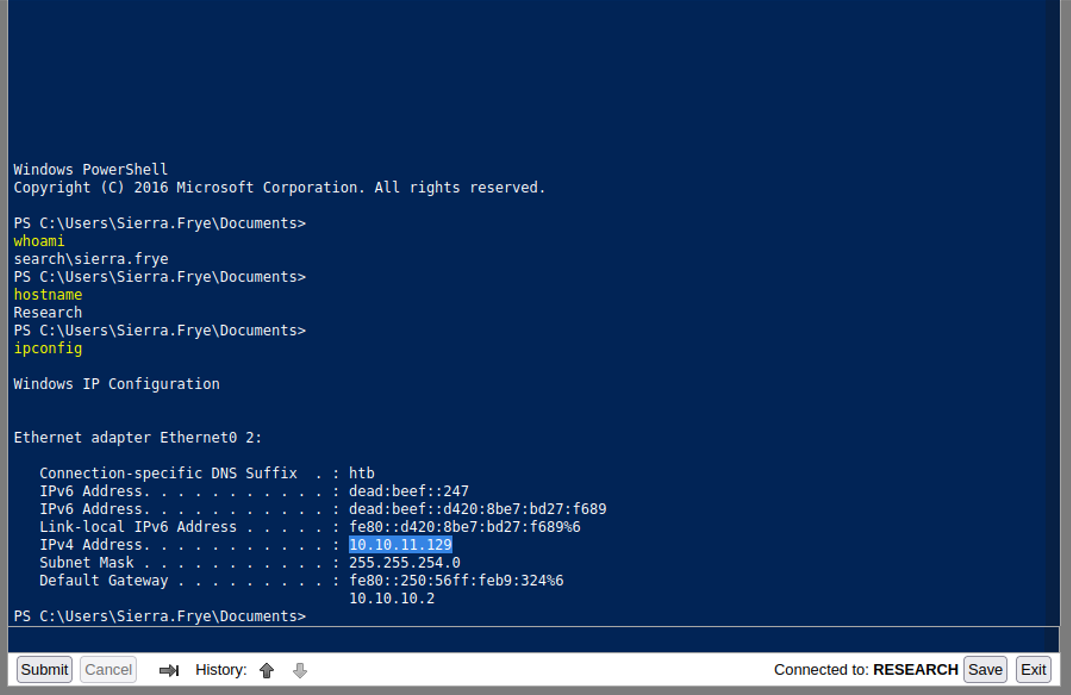 Windows PowerShell
Copyright (C) 2016 Microsoft Corporation. All rights reserved.
PS C:\Users\Sierra.Frye\Documents>
whoami
search\sierra.frye
PS C:\Users\Sierra.Frye\Documents>
hostname
Research
PS C:\Users\Sierra.Frye\Documents>
ipconfig
Windows IP Configuration
Ethernet adapter Ethernet0 2:
   Connection-specific DNS Suffix  . : htb
   IPv6 Address. . . . . . . . . . . : dead:beef::247
   IPv6 Address. . . . . . . . . . . : dead:beef::d420:8be7:bd27:f689
   Link-local IPv6 Address . . . . . : fe80::d420:8be7:bd27:f689%6
   IPv4 Address. . . . . . . . . . . : 10.10.11.129
   Subnet Mask . . . . . . . . . . . : 255.255.254.0
   Default Gateway . . . . . . . . . : fe80::250:56ff:feb9:324%6
                                       10.10.10.2
PS C:\Users\Sierra.Frye\Documents>
Submit Cancel History: Connected to: RESEARCH Save Exit